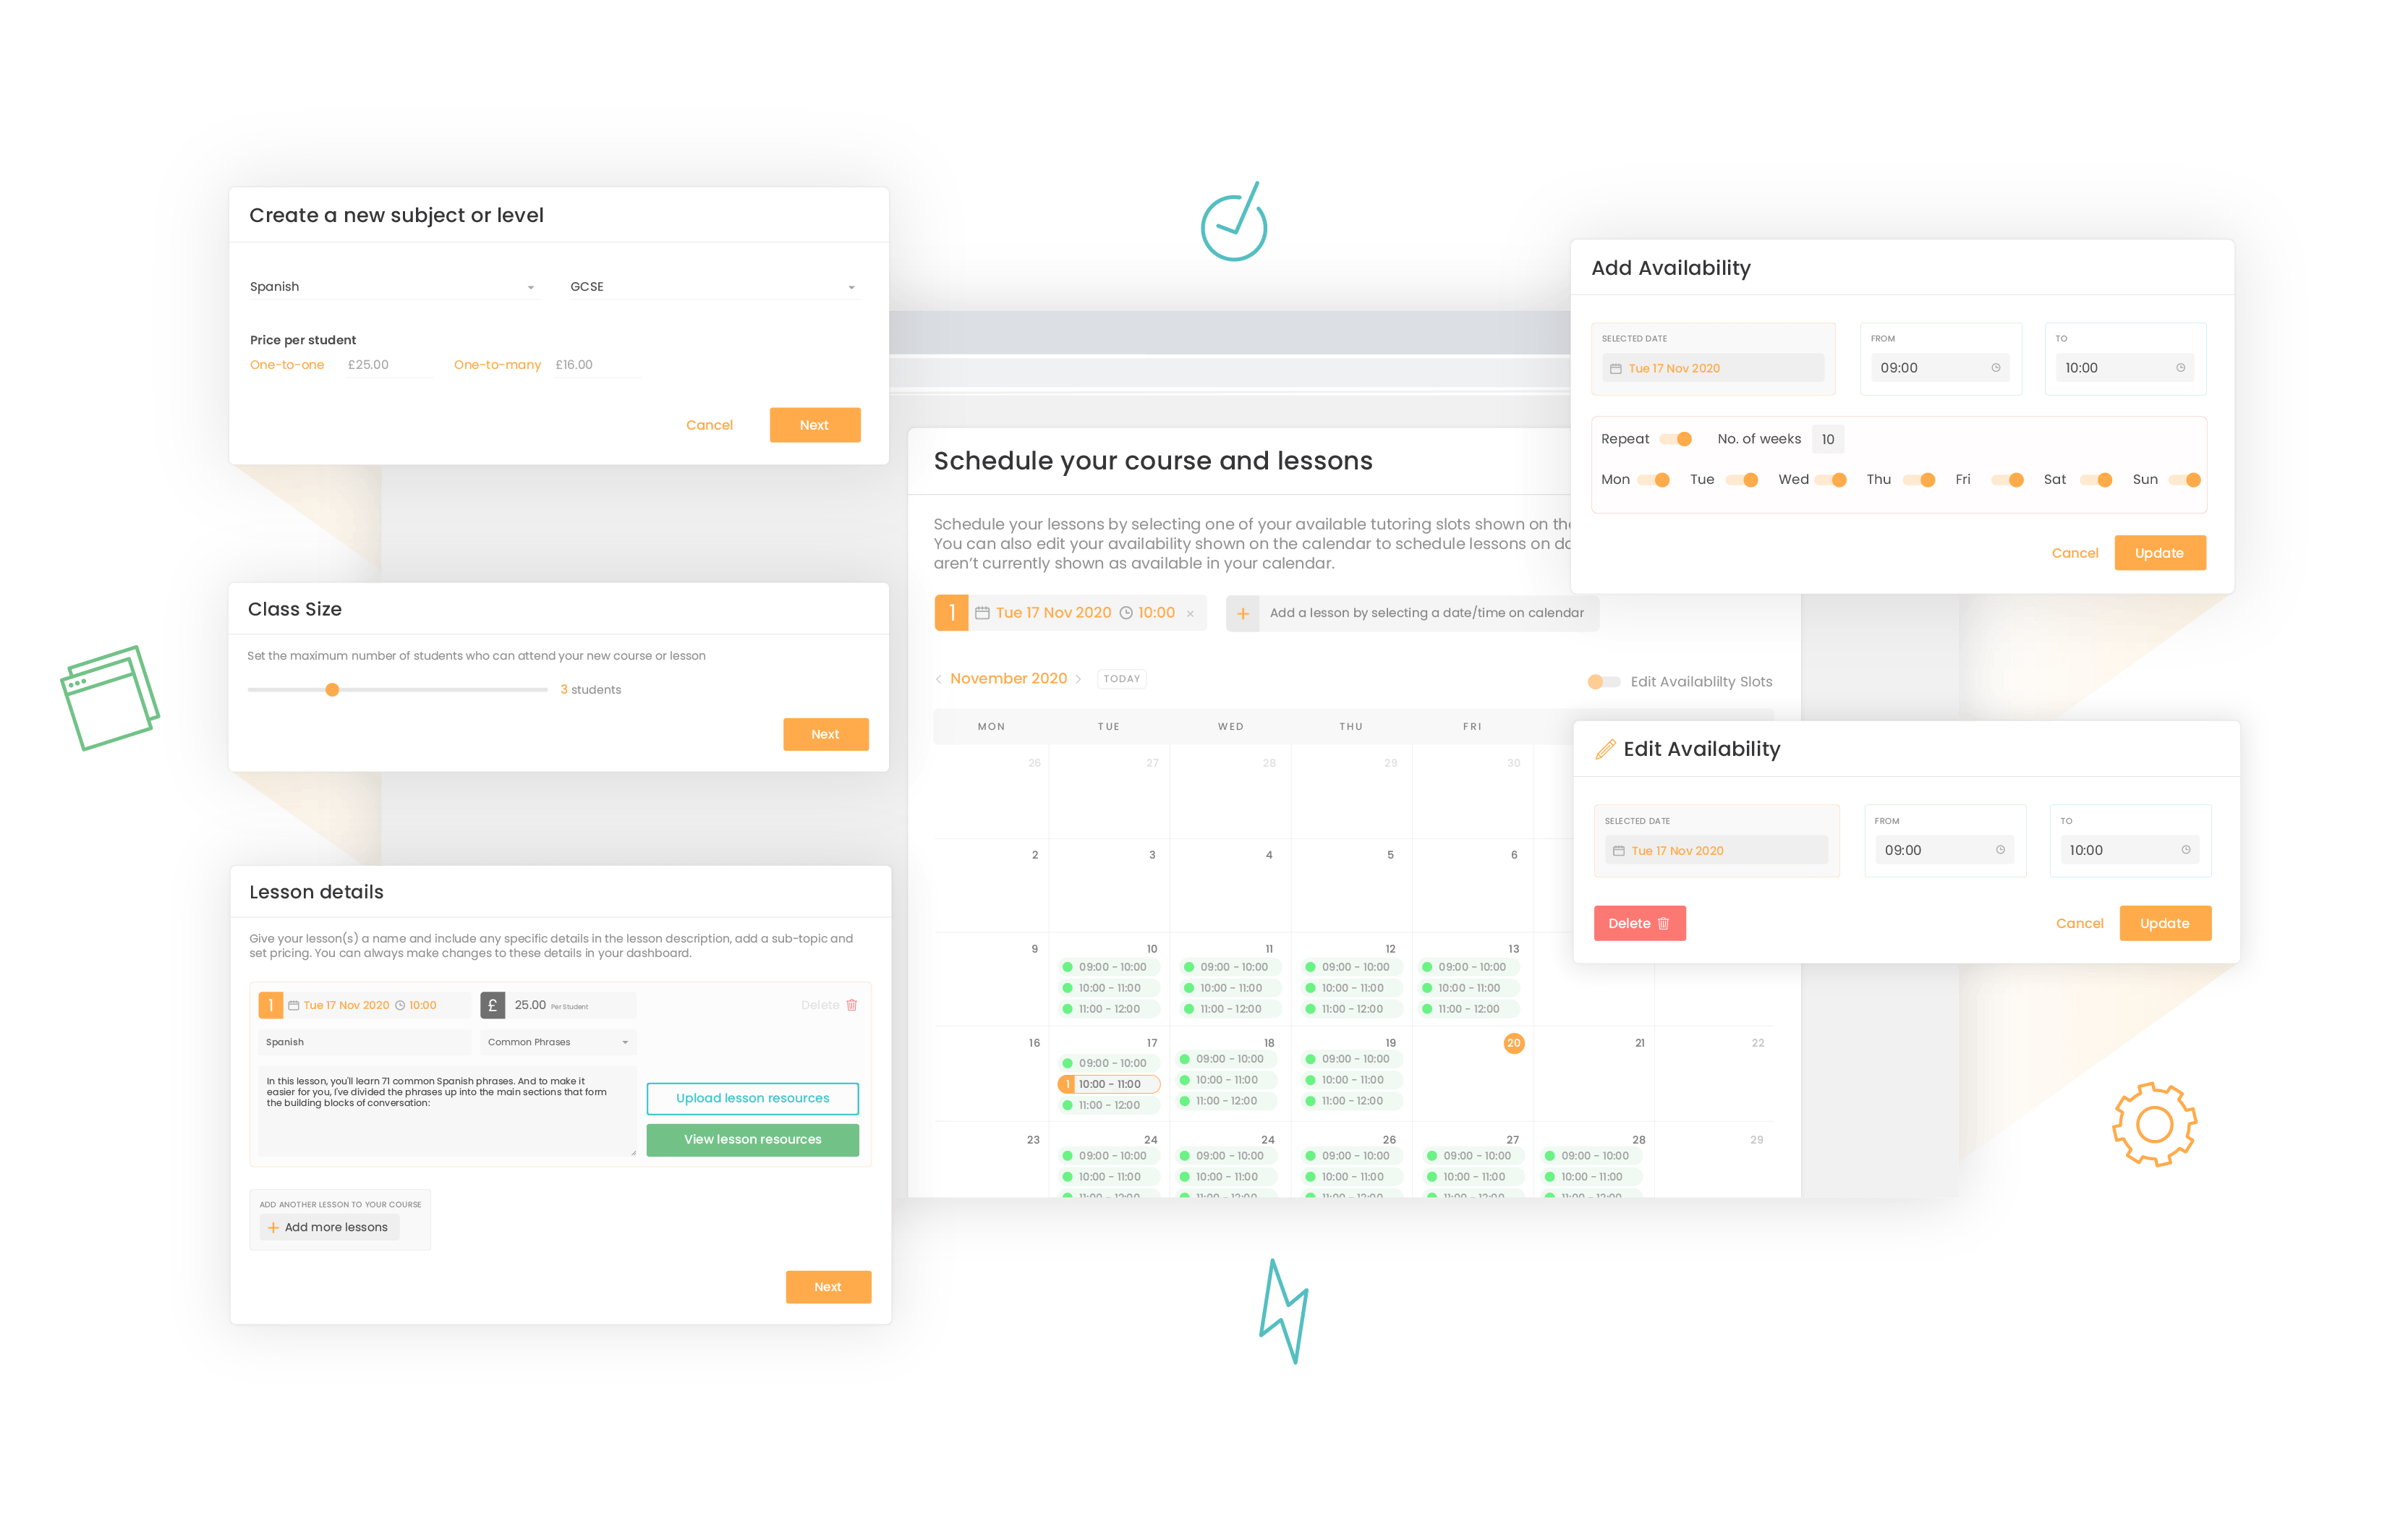 Create a new subject or level
Spanish
GCSE
Price per student
One-to-one £25.00 One-to-many £16.00
Cancel Next
Class Size
Set the maximum number of students who can attend your new course or lesson
3 students
Next
Lesson details
Give your lesson(s) a name and include any specific details in the lesson description, add a sub-topic and
set pricing. You can always make changes to these details in your dashboard.
1 Tue 17 Nov 2020 10:00 £ 25.00 Per Student Delete
Spanish Common Phrases
In this lesson, you'll learn 71 common Spanish phrases. And to make it
easier for you, I've divided the phrases up into the main sections that form
the building blocks of conversation:
Upload lesson resources
View lesson resources
ADD ANOTHER LESSON TO YOUR COURSE
+ Add more lessons
Next
Schedule your course and lessons
Schedule your lessons by selecting one of your available tutoring slots shown on the
You can also edit your availability shown on the calendar to schedule lessons on
aren't currently shown as available in your calendar.
1 Tue 17 Nov 2020 10:00 × + Add a lesson by selecting a date/time on calendar
< November 2020 > TODAY Edit Availablilty Slots
MON TUE WED THU FRI
26 27 28 29 30
2 3 4 5 6
9 10 11 12 13
09:00 - 10:00 09:00 - 10:00 09:00 - 10:00 09:00 - 10:00
10:00 - 11:00 10:00 - 11:00 10:00 - 11:00 10:00 - 11:00
11:00 - 12:00 11:00 - 12:00 11:00 - 12:00 11:00 - 12:00
16 17 18 19 20 21 22
09:00 - 10:00 09:00 - 10:00 09:00 - 10:00
1 10:00 - 11:00 10:00 - 11:00 10:00 - 11:00
11:00 - 12:00 11:00 - 12:00 11:00 - 12:00
23 24 24 26 27 28 29
09:00 - 10:00 09:00 - 10:00 09:00 - 10:00 09:00 - 10:00 09:00 - 10:00
10:00 - 11:00 10:00 - 11:00 10:00 - 11:00 10:00 - 11:00 10:00 - 11:00
11:00 - 12:00 11:00 - 12:00 11:00 - 12:00 11:00 - 12:00 11:00 - 12:00
Add Availability
SELECTED DATE FROM TO
Tue 17 Nov 2020 09:00 10:00
Repeat No. of weeks 10
Mon Tue Wed Thu Fri Sat Sun
Cancel Update
Edit Availability
SELECTED DATE FROM TO
Tue 17 Nov 2020 09:00 10:00
Delete Cancel Update